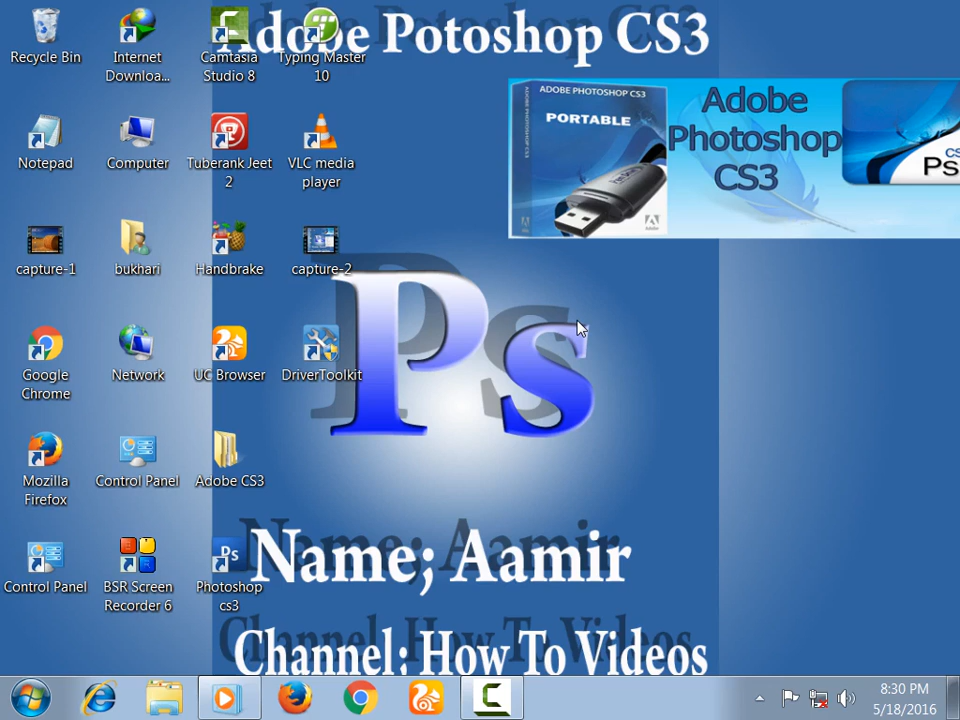 Adobe Potoshop CS3
Recycle Bin
Internet
Downloa...
Camtasia
Studio 8
Typing Master
10
Notepad
Computer
Tuberank Jeet
2
VLC media
player
capture-1
bukhari
Handbrake
capture-2
Google
Chrome
Network
UC Browser
DriverToolkit
Mozilla
Firefox
Control Panel
Adobe CS3
Control Panel
BSR Screen
Recorder 6
Photoshop
cs3
ADOBE PHOTOSHOP CS3
PORTABLE
Adobe
Photoshop
CS3
CS
Ps
Ps
Ps
Name; Aamir
Channel; How To Videos
8:30 PM
5/18/2016